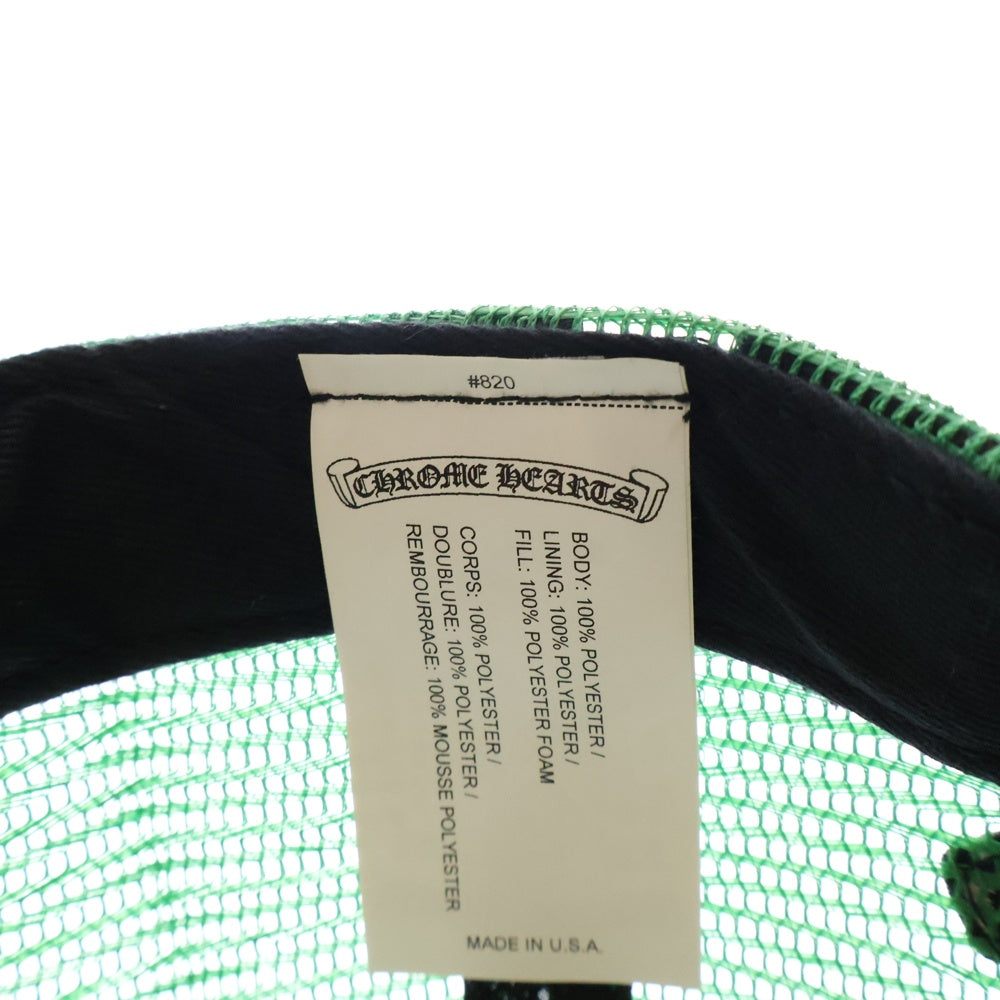 #820
CHROME HEARTS
BODY: 100% POLYESTER /
LINING: 100% POLYESTER /
FILL: 100% POLYESTER FOAM
CORPS: 100% POLYESTER /
DOUBLURE: 100% POLYESTER /
REMBOURRAGE: 100% MOUSSE POLYESTER
MADE IN U.S.A.